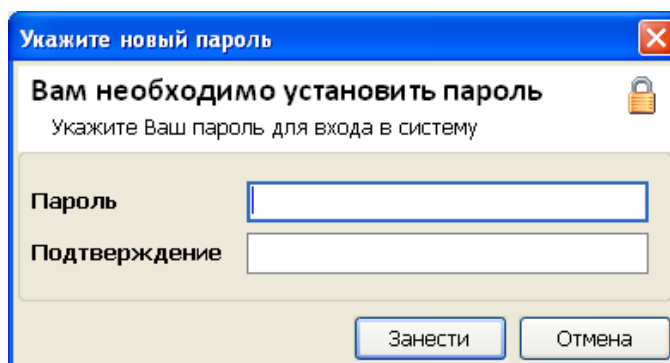 Укажите новый пароль
Вам необходимо установить пароль
Укажите Ваш пароль для входа в систему
Пароль
Подтверждение
Занести Отмена